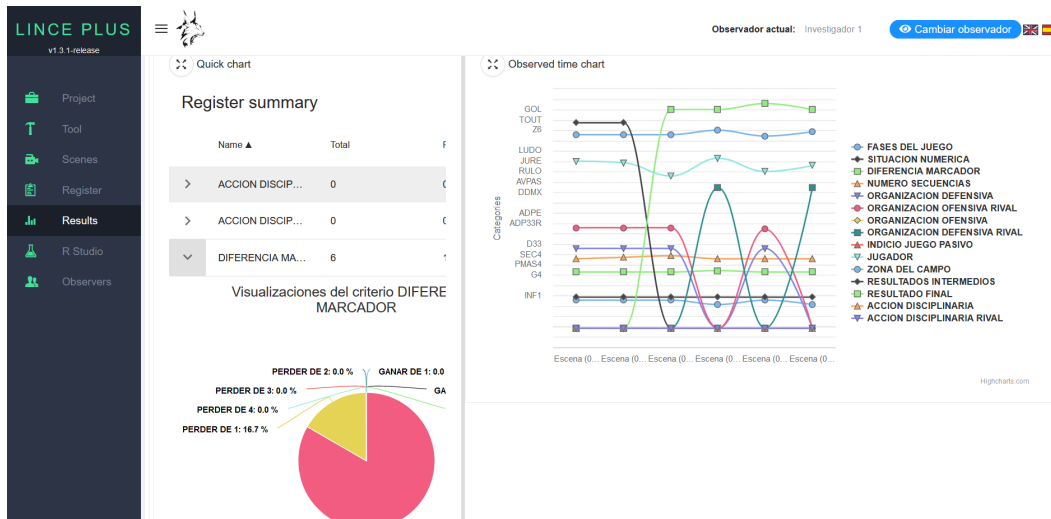 LINCE PLUS
v1.3.1-release
Observador actual: Investigador 1
Cambiar observador
Project
Tool
Scenes
Register
Results
R Studio
Observers
Quick chart
Register summary
Name ▲ Total
ACCION DISCIP... 0
ACCION DISCIP... 0
DIFERENCIA MA... 6 1
Visualizaciones del criterio DIFERE
MARCADOR
PERDER DE 2: 0.0 %
GANAR DE 1: 0.0
PERDER DE 3: 0.0 %
GA
PERDER DE 4: 0.0 %
PERDER DE 1: 16.7 %
Observed time chart
Categories
GOL
TOUT
Z6
LUDO
JURE
RULO
AVPAS
DDMX
ADPE
ADP33R
D33
SEC4
PMAS4
G4
INF1
Escena (0... Escena (0... Escena (0... Escena (0... Escena (0... Escena (0...
FASES DEL JUEGO
SITUACION NUMERICA
DIFERENCIA MARCADOR
NUMERO SECUENCIAS
ORGANIZACION DEFENSIVA
ORGANIZACION OFENSIVA RIVAL
ORGANIZACION OFENSIVA
ORGANIZACION DEFENSIVA RIVAL
INDICIO JUEGO PASIVO
JUGADOR
ZONA DEL CAMPO
RESULTADOS INTERMEDIOS
RESULTADO FINAL
ACCION DISCIPLINARIA
ACCION DISCIPLINARIA RIVAL
Highcharts.com